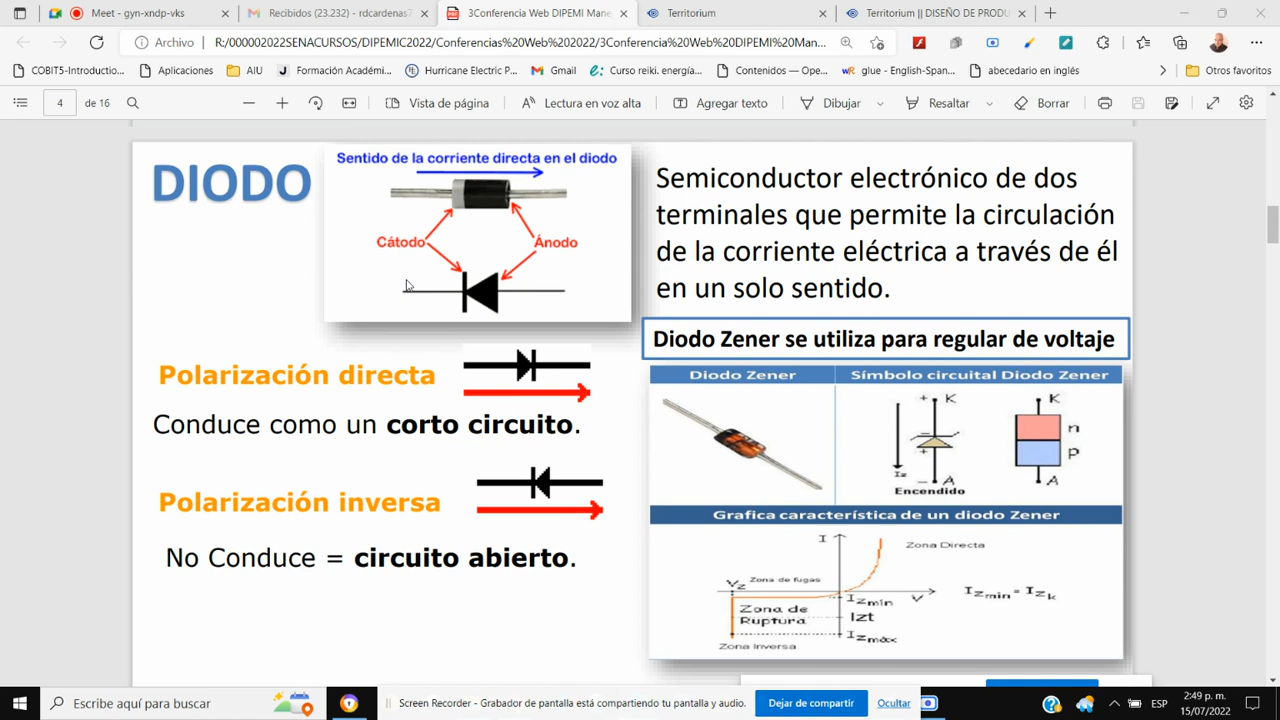 Meet - gyn-xndp-vks
Recibidos (23.232) - rdcardenas7
3Conferencia Web DIPEMI Mane
Territorium
Territorium || DISEÑO DE PRODU
Archivo
R:/000002022SENACURSOS/DIPEMIC2022/Conferencias%20Web%202022/3Conferencia%20Web%20DIPEMI%20Man...
COBIT5-Introductio...
Aplicaciones
AIU
Formación Académi...
Hurricane Electric P...
Gmail
Curso reiki. energía...
Contenidos — Ope...
glue - English-Span...
abecedario en inglés
Otros favoritos
4 de 16
Vista de página
Lectura en voz alta
Agregar texto
Dibujar
Resaltar
Borrar
DIODO
Sentido de la corriente directa en el diodo
Cátodo
Ánodo
Polarización directa
Conduce como un corto circuito.
Polarización inversa
No Conduce = circuito abierto.
Semiconductor electrónico de dos
terminales que permite la circulación
de la corriente eléctrica a través de él
en un solo sentido.
Diodo Zener se utiliza para regular de voltaje
Diodo Zener
Símbolo circuital Diodo Zener
+ K
Iz
- A
Encendido
K
n
p
A
Grafica característica de un diodo Zener
I
Zona Directa
Vz
Zona de fugas
V
Izmín
Izmin = Izk
Zona de
Ruptura
Izt
Izmáx
Zona Inversa
Escribe aquí para buscar
Screen Recorder - Grabador de pantalla está compartiendo tu pantalla y audio.
Dejar de compartir
Ocultar
ESP
2:49 p. m.
15/07/2022